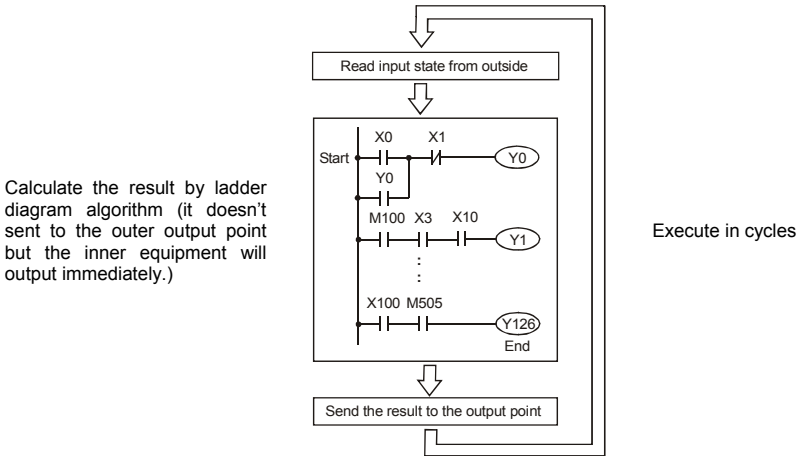 Read input state from outside
X0 X1
Start Y0
Y0
M100 X3 X10
Y1
X100 M505
Y126
End
Send the result to the output point
Calculate the result by ladder
diagram algorithm (it doesn’t
sent to the outer output point
but the inner equipment will
output immediately.)
Execute in cycles